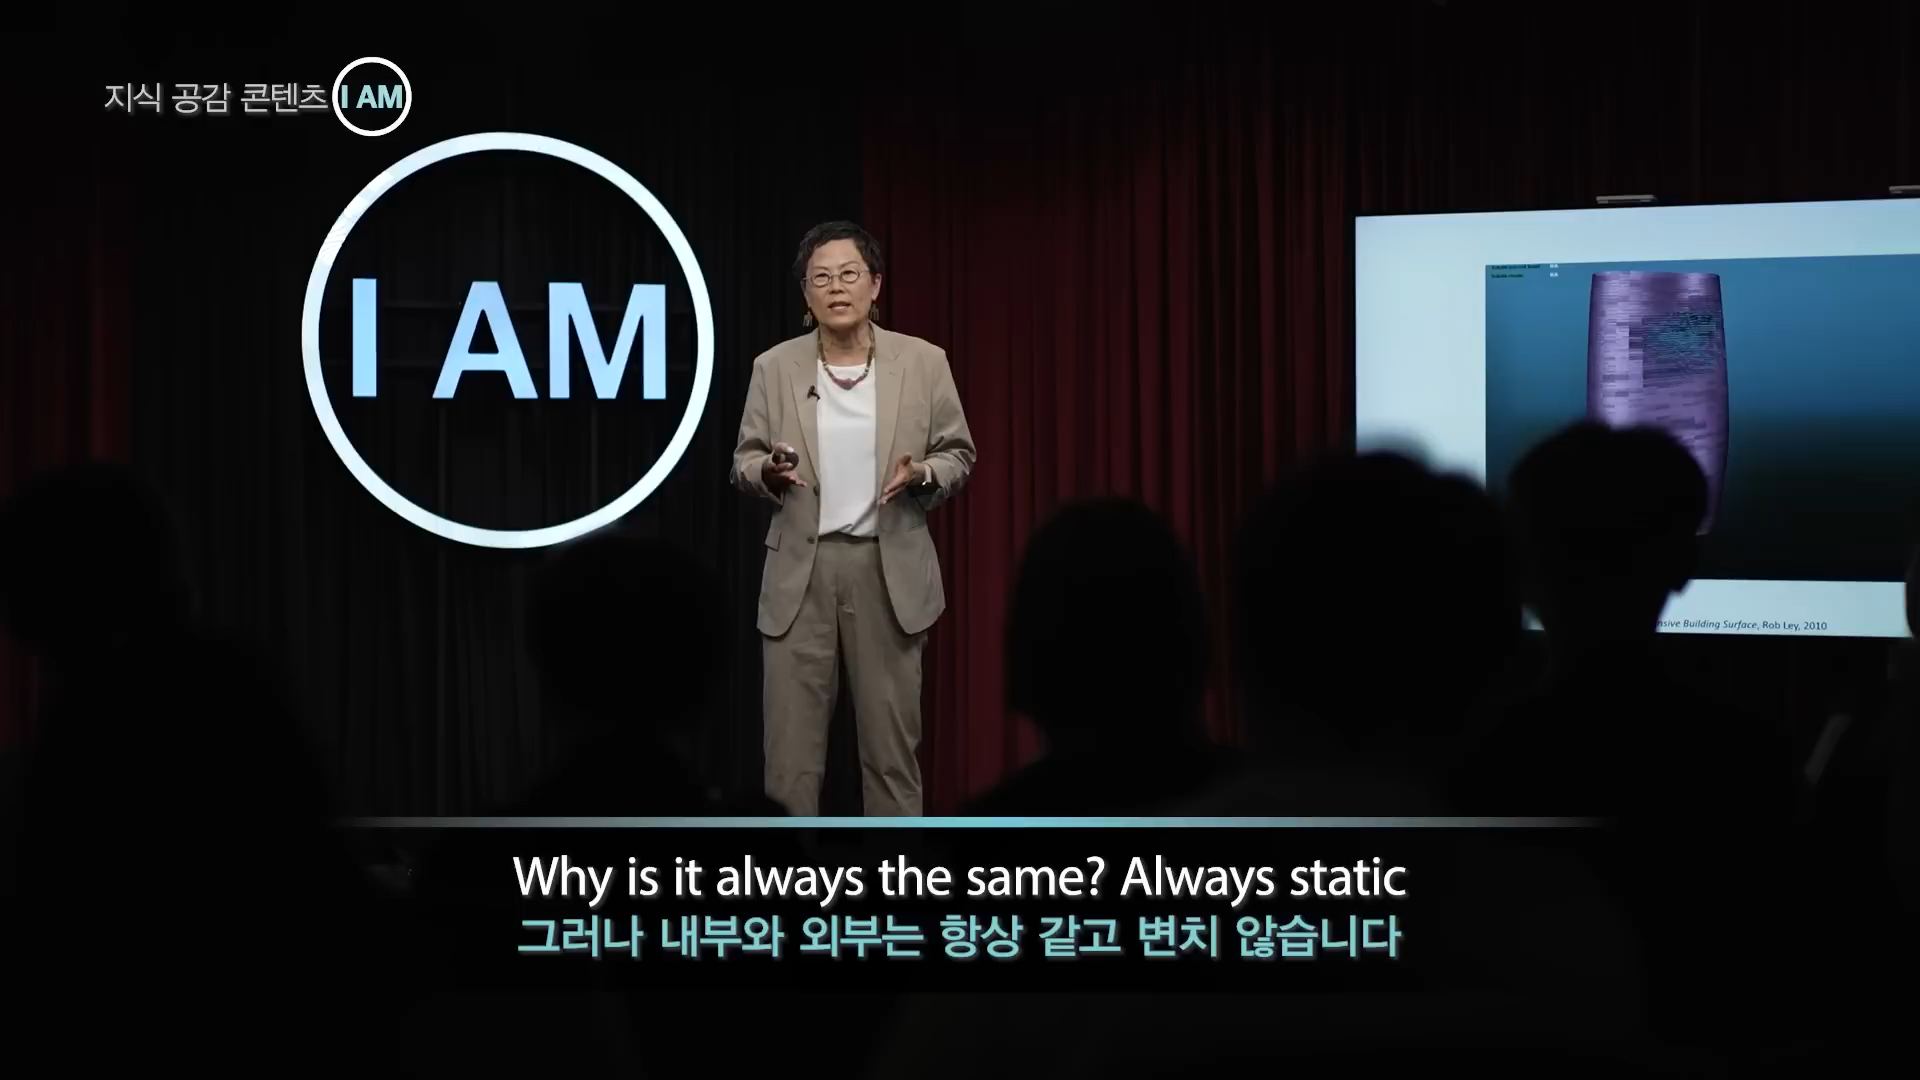 지식 공감 콘텐츠 I AM
I AM
nsive Building Surface, Rob Ley, 2010
Why is it always the same? Always static
그러나 내부와 외부는 항상 같고 변치 않습니다